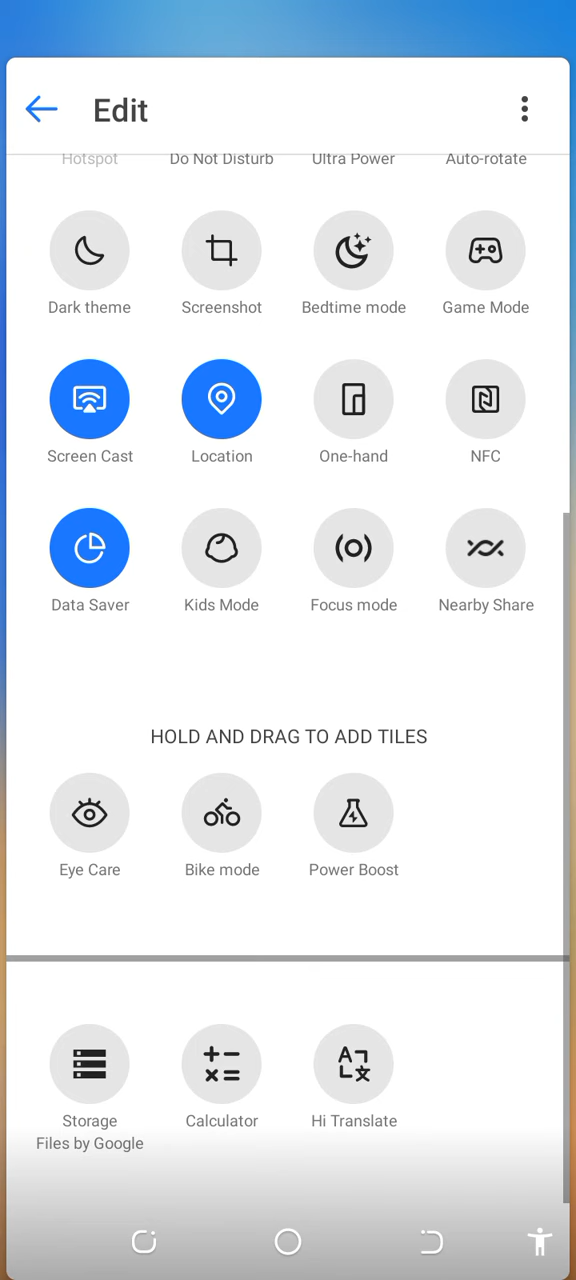 Edit
Hotspot Do Not Disturb Ultra Power Auto-rotate
Dark theme Screenshot Bedtime mode Game Mode
Screen Cast Location One-hand NFC
Data Saver Kids Mode Focus mode Nearby Share
HOLD AND DRAG TO ADD TILES
Eye Care Bike mode Power Boost
Storage Calculator Hi Translate
Files by Google